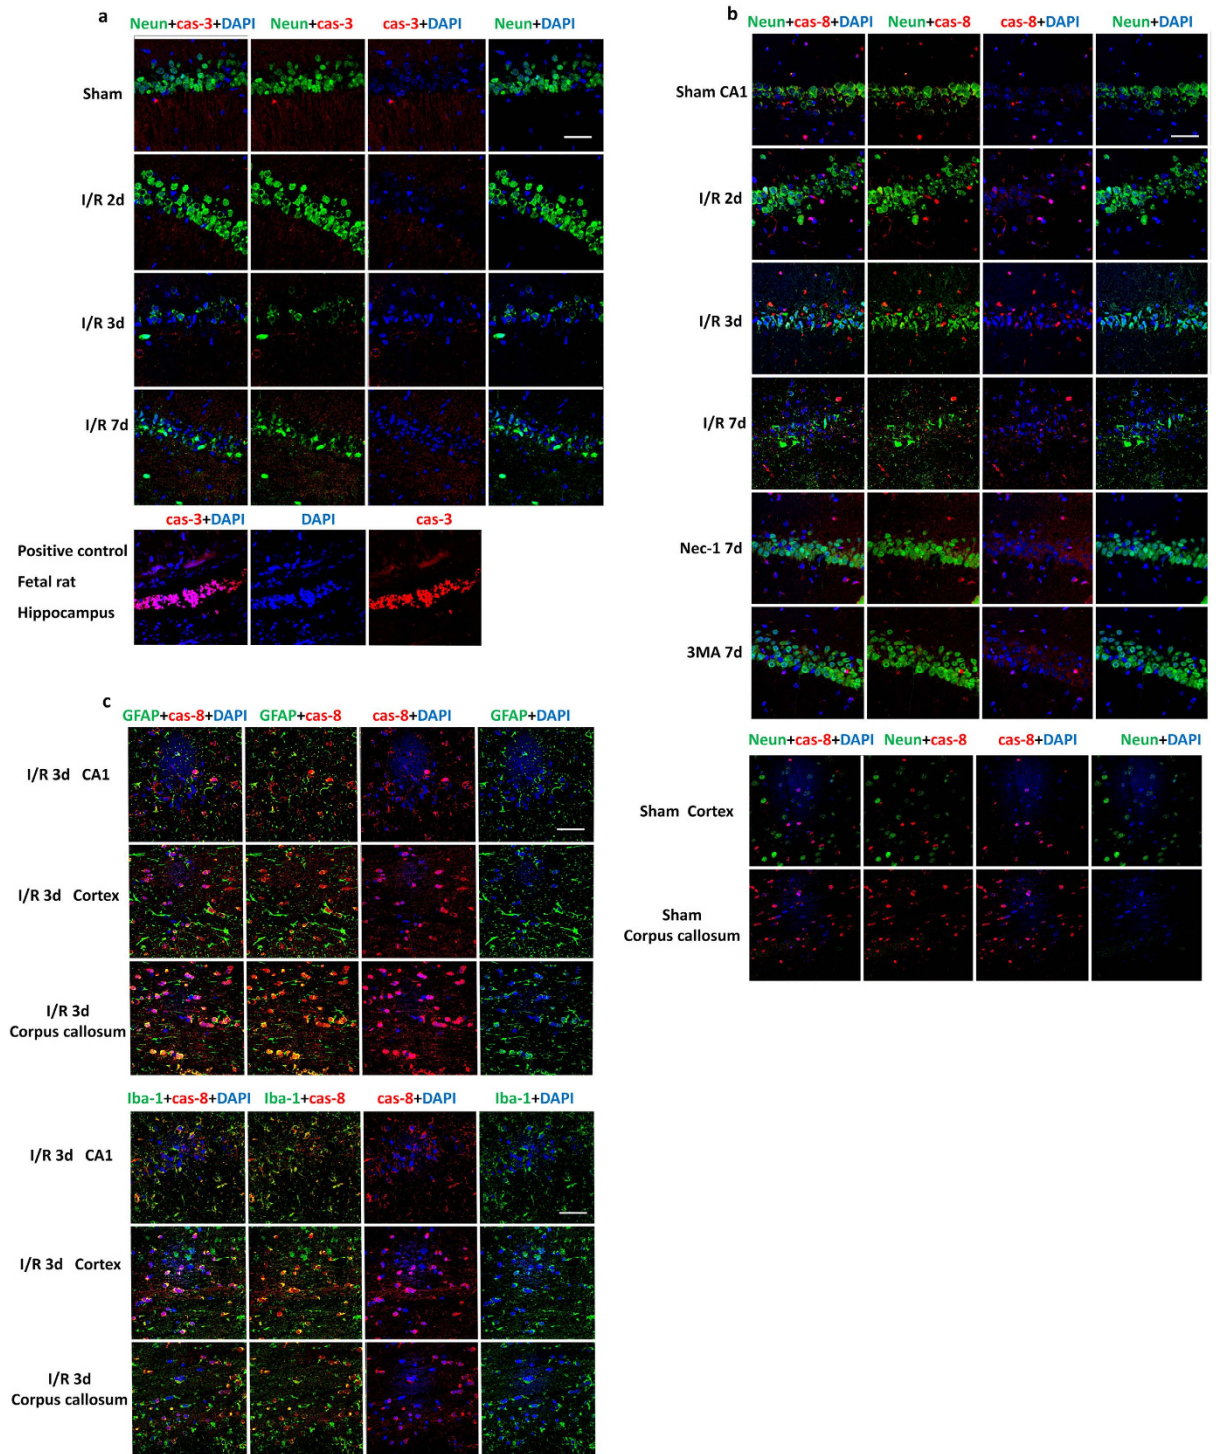 a
Neun+cas-3+DAPI Neun+cas-3 cas-3+DAPI Neun+DAPI
Sham
I/R 2d
I/R 3d
I/R 7d
cas-3+DAPI DAPI cas-3
Positive control
Fetal rat
Hippocampus
b
Neun+cas-8+DAPI Neun+cas-8 cas-8+DAPI Neun+DAPI
Sham CA1
I/R 2d
I/R 3d
I/R 7d
Nec-1 7d
3MA 7d
Neun+cas-8+DAPI Neun+cas-8 cas-8+DAPI Neun+DAPI
Sham Cortex
Sham
Corpus callosum
c
GFAP+cas-8+DAPI GFAP+cas-8 cas-8+DAPI GFAP+DAPI
I/R 3d CA1
I/R 3d Cortex
I/R 3d
Corpus callosum
Iba-1+cas-8+DAPI Iba-1+cas-8 cas-8+DAPI Iba-1+DAPI
I/R 3d CA1
I/R 3d Cortex
I/R 3d
Corpus callosum